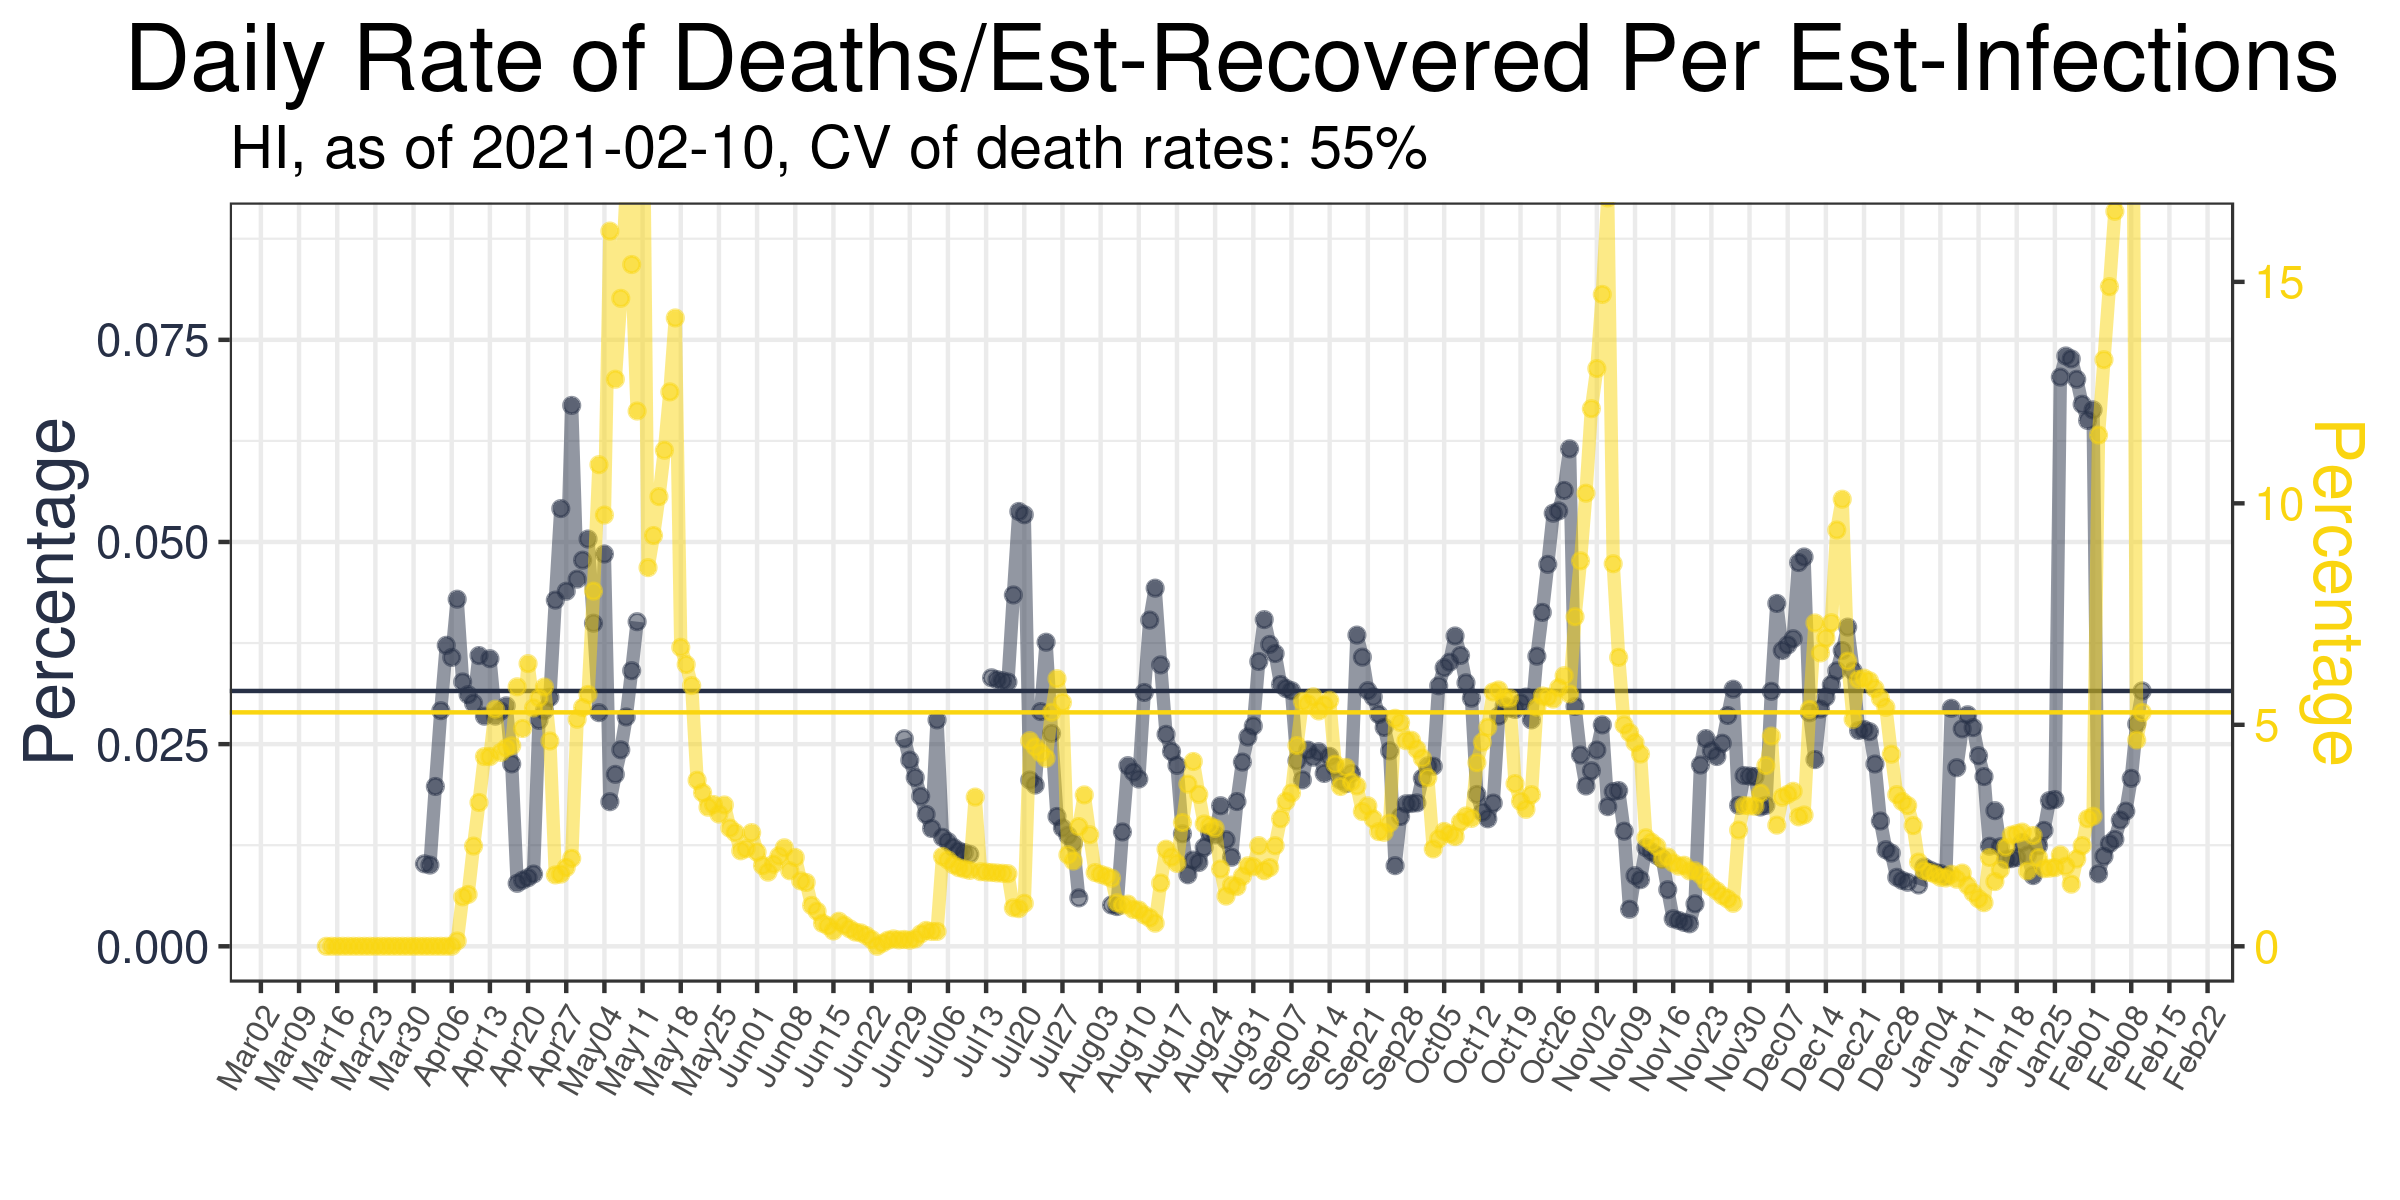 Daily Rate of Deaths/Est-Recovered Per Est-Infections
HI, as of 2021-02-10, CV of death rates: 55%
Percentage
0.075
0.050
0.025
0.000
15
10
5
0
Percentage
Mar02 Mar09 Mar16 Mar23 Mar30 Apr06 Apr13 Apr20 Apr27 May04 May11 May18 May25 Jun01 Jun08 Jun15 Jun22 Jun29 Jul06 Jul13 Jul20 Jul27 Aug03 Aug10 Aug17 Aug24 Aug31 Sep07 Sep14 Sep21 Sep28 Oct05 Oct12 Oct19 Oct26 Nov02 Nov09 Nov16 Nov23 Nov30 Dec07 Dec14 Dec21 Dec28 Jan04 Jan11 Jan18 Jan25 Feb01 Feb08 Feb15 Feb22